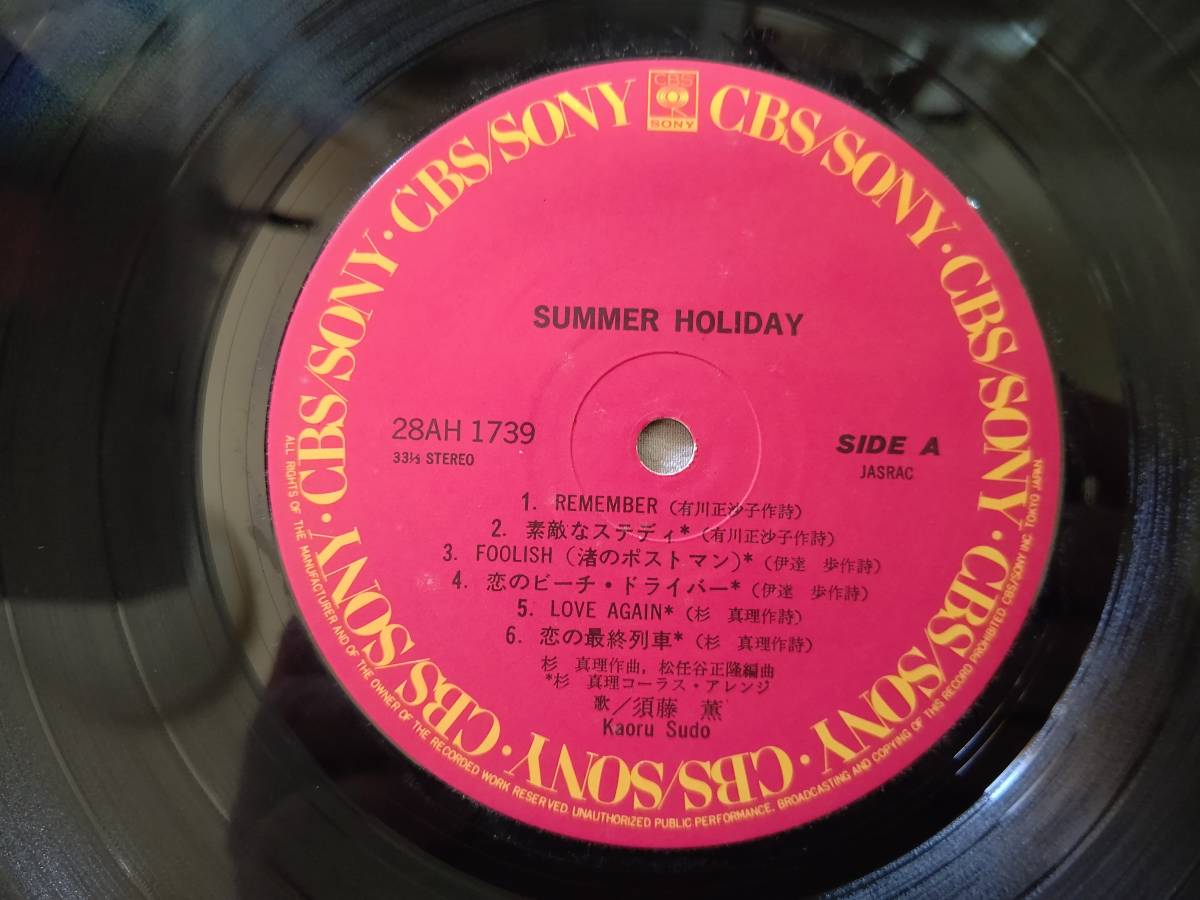 CBS
SONY
CBS/SONY · CBS/SONY · CBS/SONY · CBS/SONY · CBS/SONY · CBS/SONY · CBS/SONY · CBS/SONY
SUMMER HOLIDAY
28AH 1739
33⅓ STEREO
SIDE A
JASRAC
1. REMEMBER (有川正沙子作詩)
2. 素敵なステディ* (有川正沙子作詩)
3. FOOLISH (渚のポストマン)* (伊達 歩作詩)
4. 恋のビーチ・ドライバー* (伊達 歩作詩)
5. LOVE AGAIN* (杉 真理作詩)
6. 恋の最終列車* (杉 真理作詩)
杉 真理作曲, 松任谷正隆編曲
*杉 真理コーラス・アレンジ
歌/須藤 薫
Kaoru Sudo
ALL RIGHTS OF THE MANUFACTURER AND OF THE OWNER OF THE RECORDED WORK RESERVED. UNAUTHORIZED PUBLIC PERFORMANCE, BROADCASTING AND COPYING OF THIS RECORD PROHIBITED. CBS/SONY INC. TOKYO JAPAN.